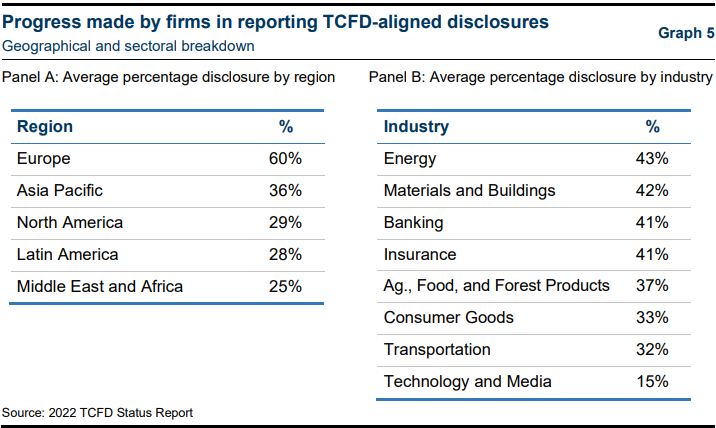 Progress made by firms in reporting TCFD-aligned disclosures
Geographical and sectoral breakdown
Graph 5
Panel A: Average percentage disclosure by region
Region %
Europe 60%
Asia Pacific 36%
North America 29%
Latin America 28%
Middle East and Africa 25%
Panel B: Average percentage disclosure by industry
Industry %
Energy 43%
Materials and Buildings 42%
Banking 41%
Insurance 41%
Ag., Food, and Forest Products 37%
Consumer Goods 33%
Transportation 32%
Technology and Media 15%
Source: 2022 TCFD Status Report